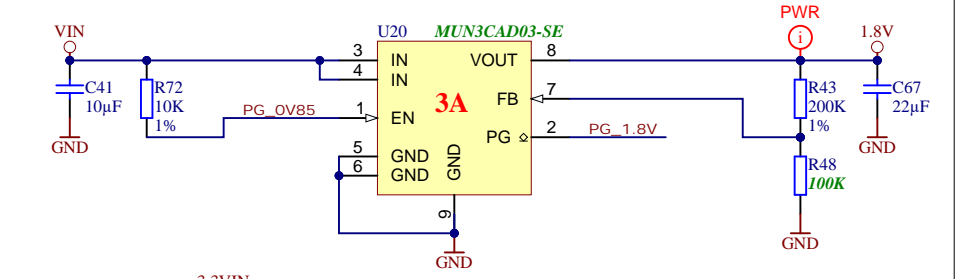 PWR
VIN
U20 MUN3CAD03-SE
1.8V
3 IN VOUT 8
4 IN
C41
10µF
R72
10K
1%
3A
FB 7
R43
200K
1%
C67
22µF
PG_0V85 1 EN
PG 2 PG_1.8V
GND
GND
5 GND
6 GND
GND
R48
100K
9
GND
GND
3.3VIN